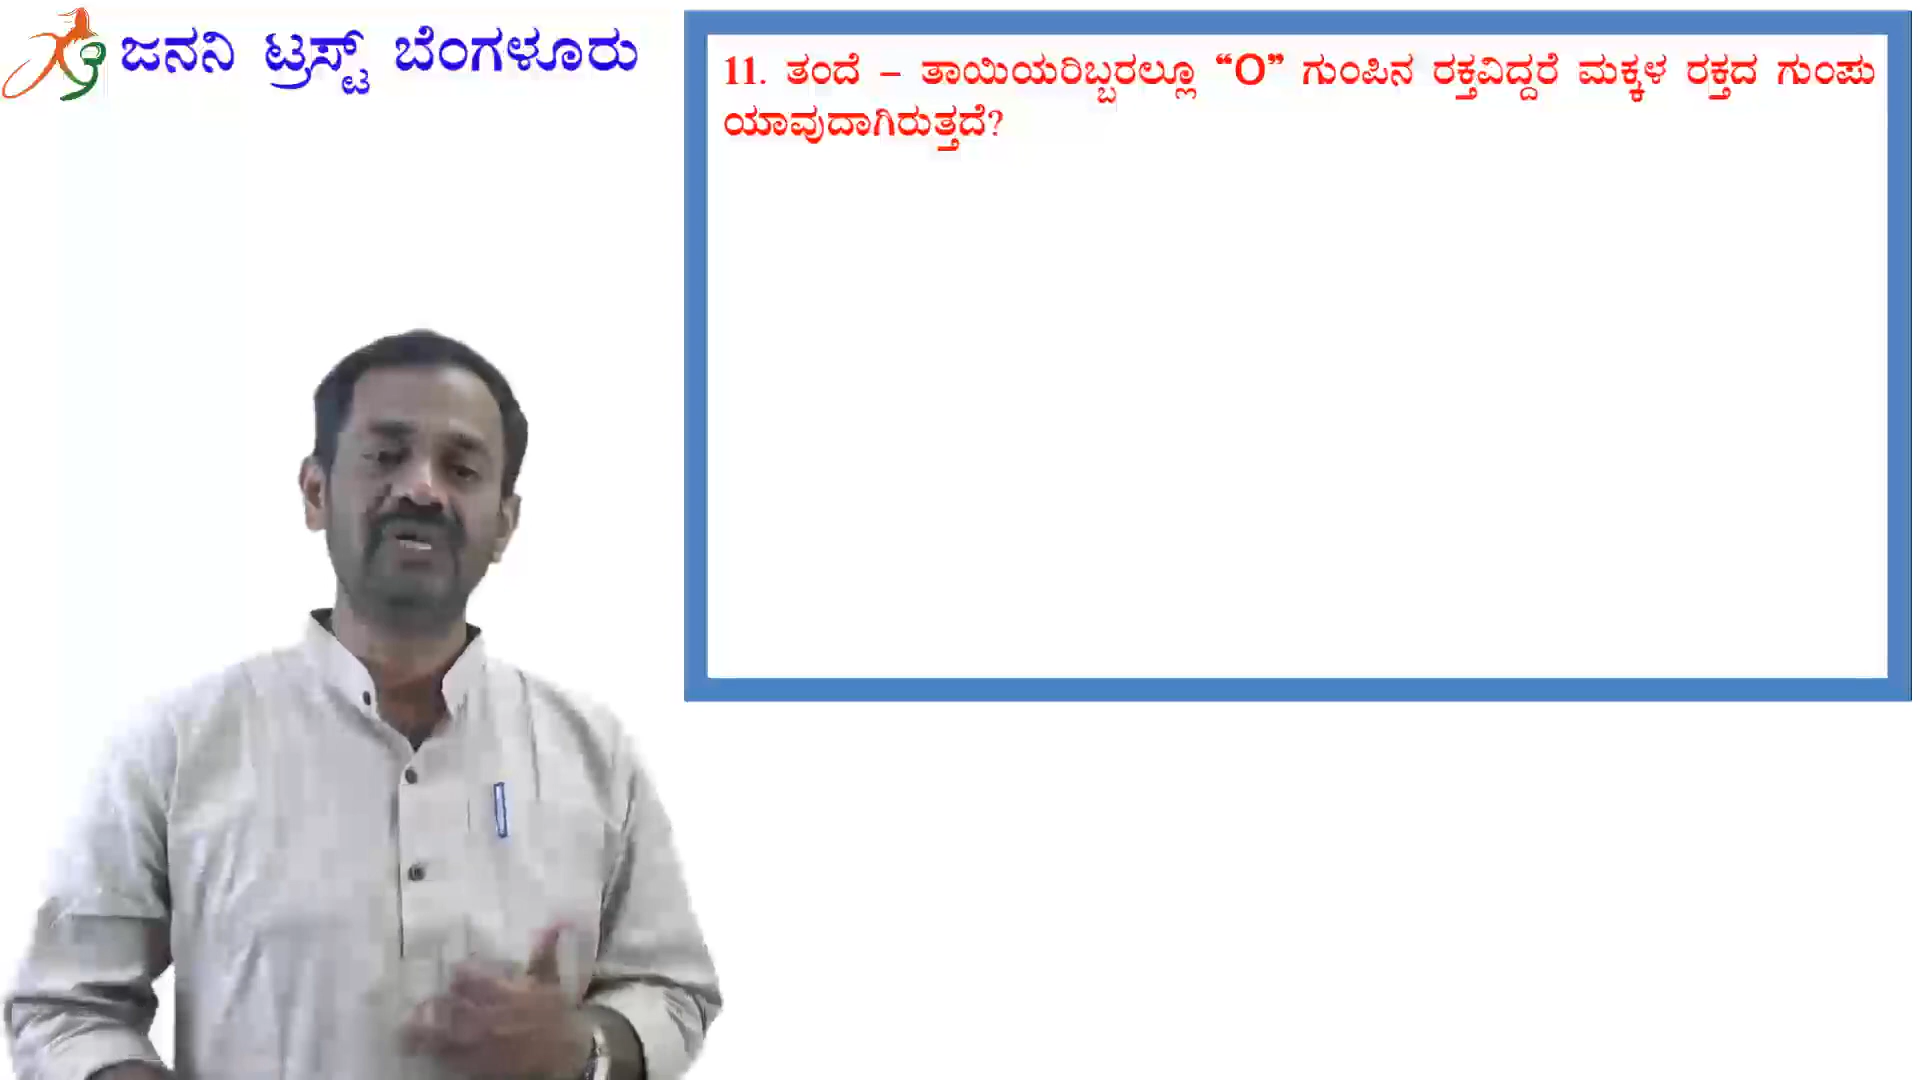 ಜನನಿ ಟ್ರಸ್ಟ್ ಬೆಂಗಳೂರು
11. ತಂದೆ – ತಾಯಿಯರಿಬ್ಬರಲ್ಲೂ “O” ಗುಂಪಿನ ರಕ್ತವಿದ್ದರೆ ಮಕ್ಕಳ ರಕ್ತದ ಗುಂಪು
ಯಾವುದಾಗಿರುತ್ತದೆ?